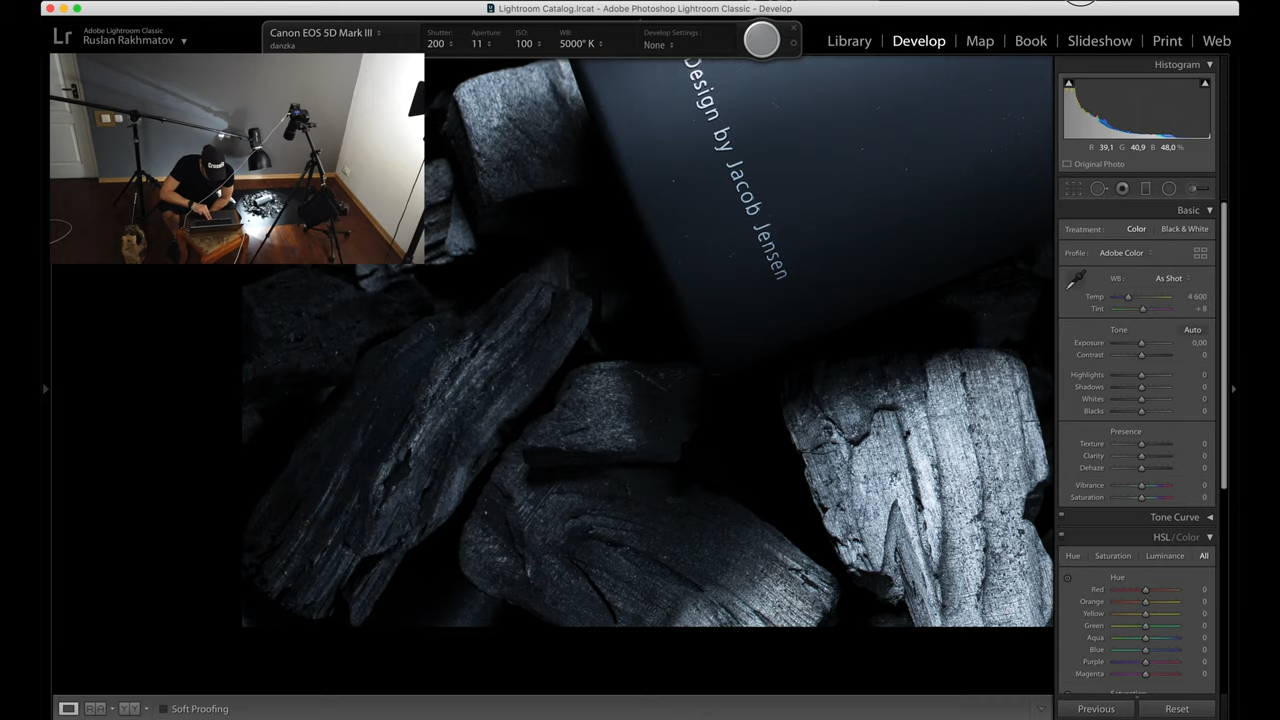 Lightroom Catalog.lrcat - Adobe Photoshop Lightroom Classic - Develop
Lr
Adobe Lightroom Classic
Ruslan Rakhmatov
Canon EOS 5D Mark III
danzka
Shutter:
200
Aperture:
11
ISO:
100
WB:
5000° K
Develop Settings:
None
Library
Develop
Map
Book
Slideshow
Print
Web
Histogram
R 39,1 G 40,9 B 48,0 %
Original Photo
Basic
Treatment: Color Black & White
Profile: Adobe Color
WB: As Shot
Temp 4 600
Tint + 8
Tone Auto
Exposure 0,00
Contrast 0
Highlights 0
Shadows 0
Whites 0
Blacks 0
Presence
Texture 0
Clarity 0
Dehaze 0
Vibrance 0
Saturation 0
Tone Curve
HSL / Color
Hue Saturation Luminance All
Hue
Red 0
Orange 0
Yellow 0
Green 0
Aqua 0
Blue 0
Purple 0
Magenta 0
Previous Reset
Design by Jacob Jensen
Soft Proofing